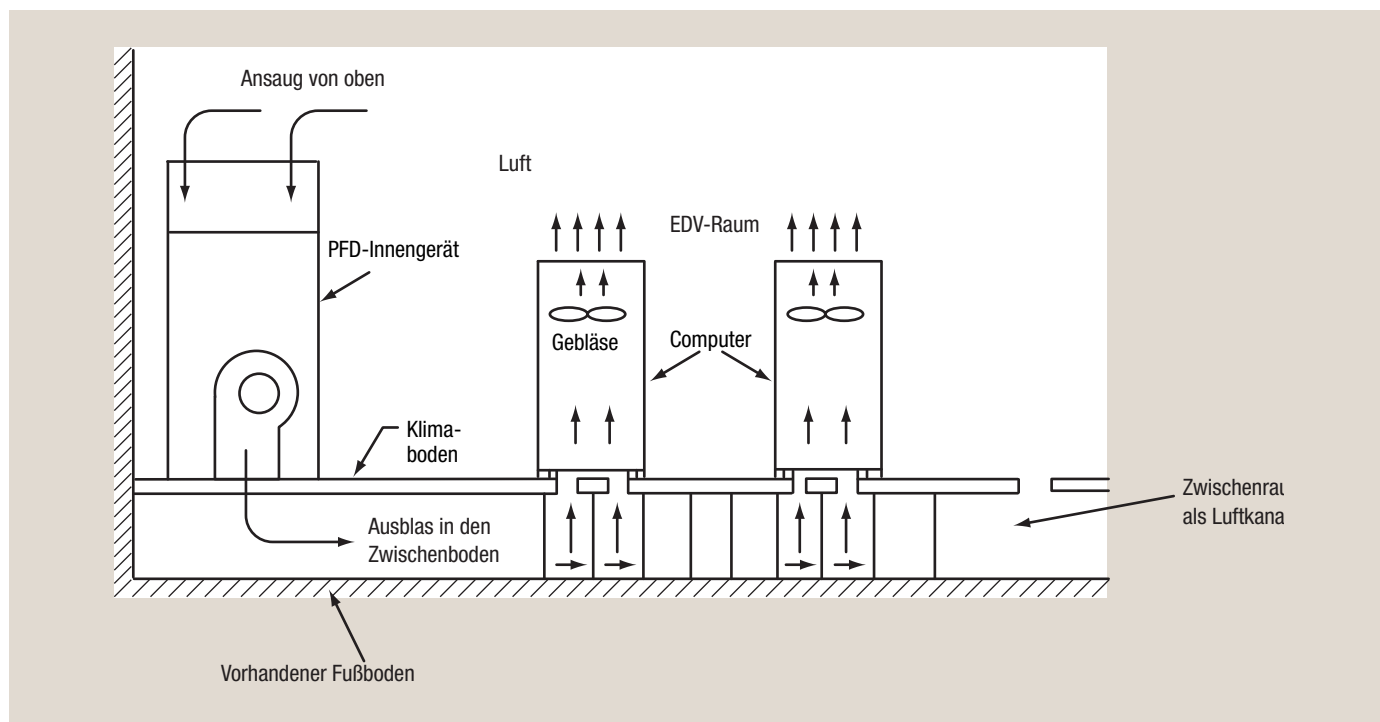 Ansaug von oben
Luft
EDV-Raum
PFD-Innengerät
Gebläse
Computer
Klima-
boden
Zwischenrau
als Luftkana
Ausblas in den
Zwischenboden
Vorhandener Fußboden